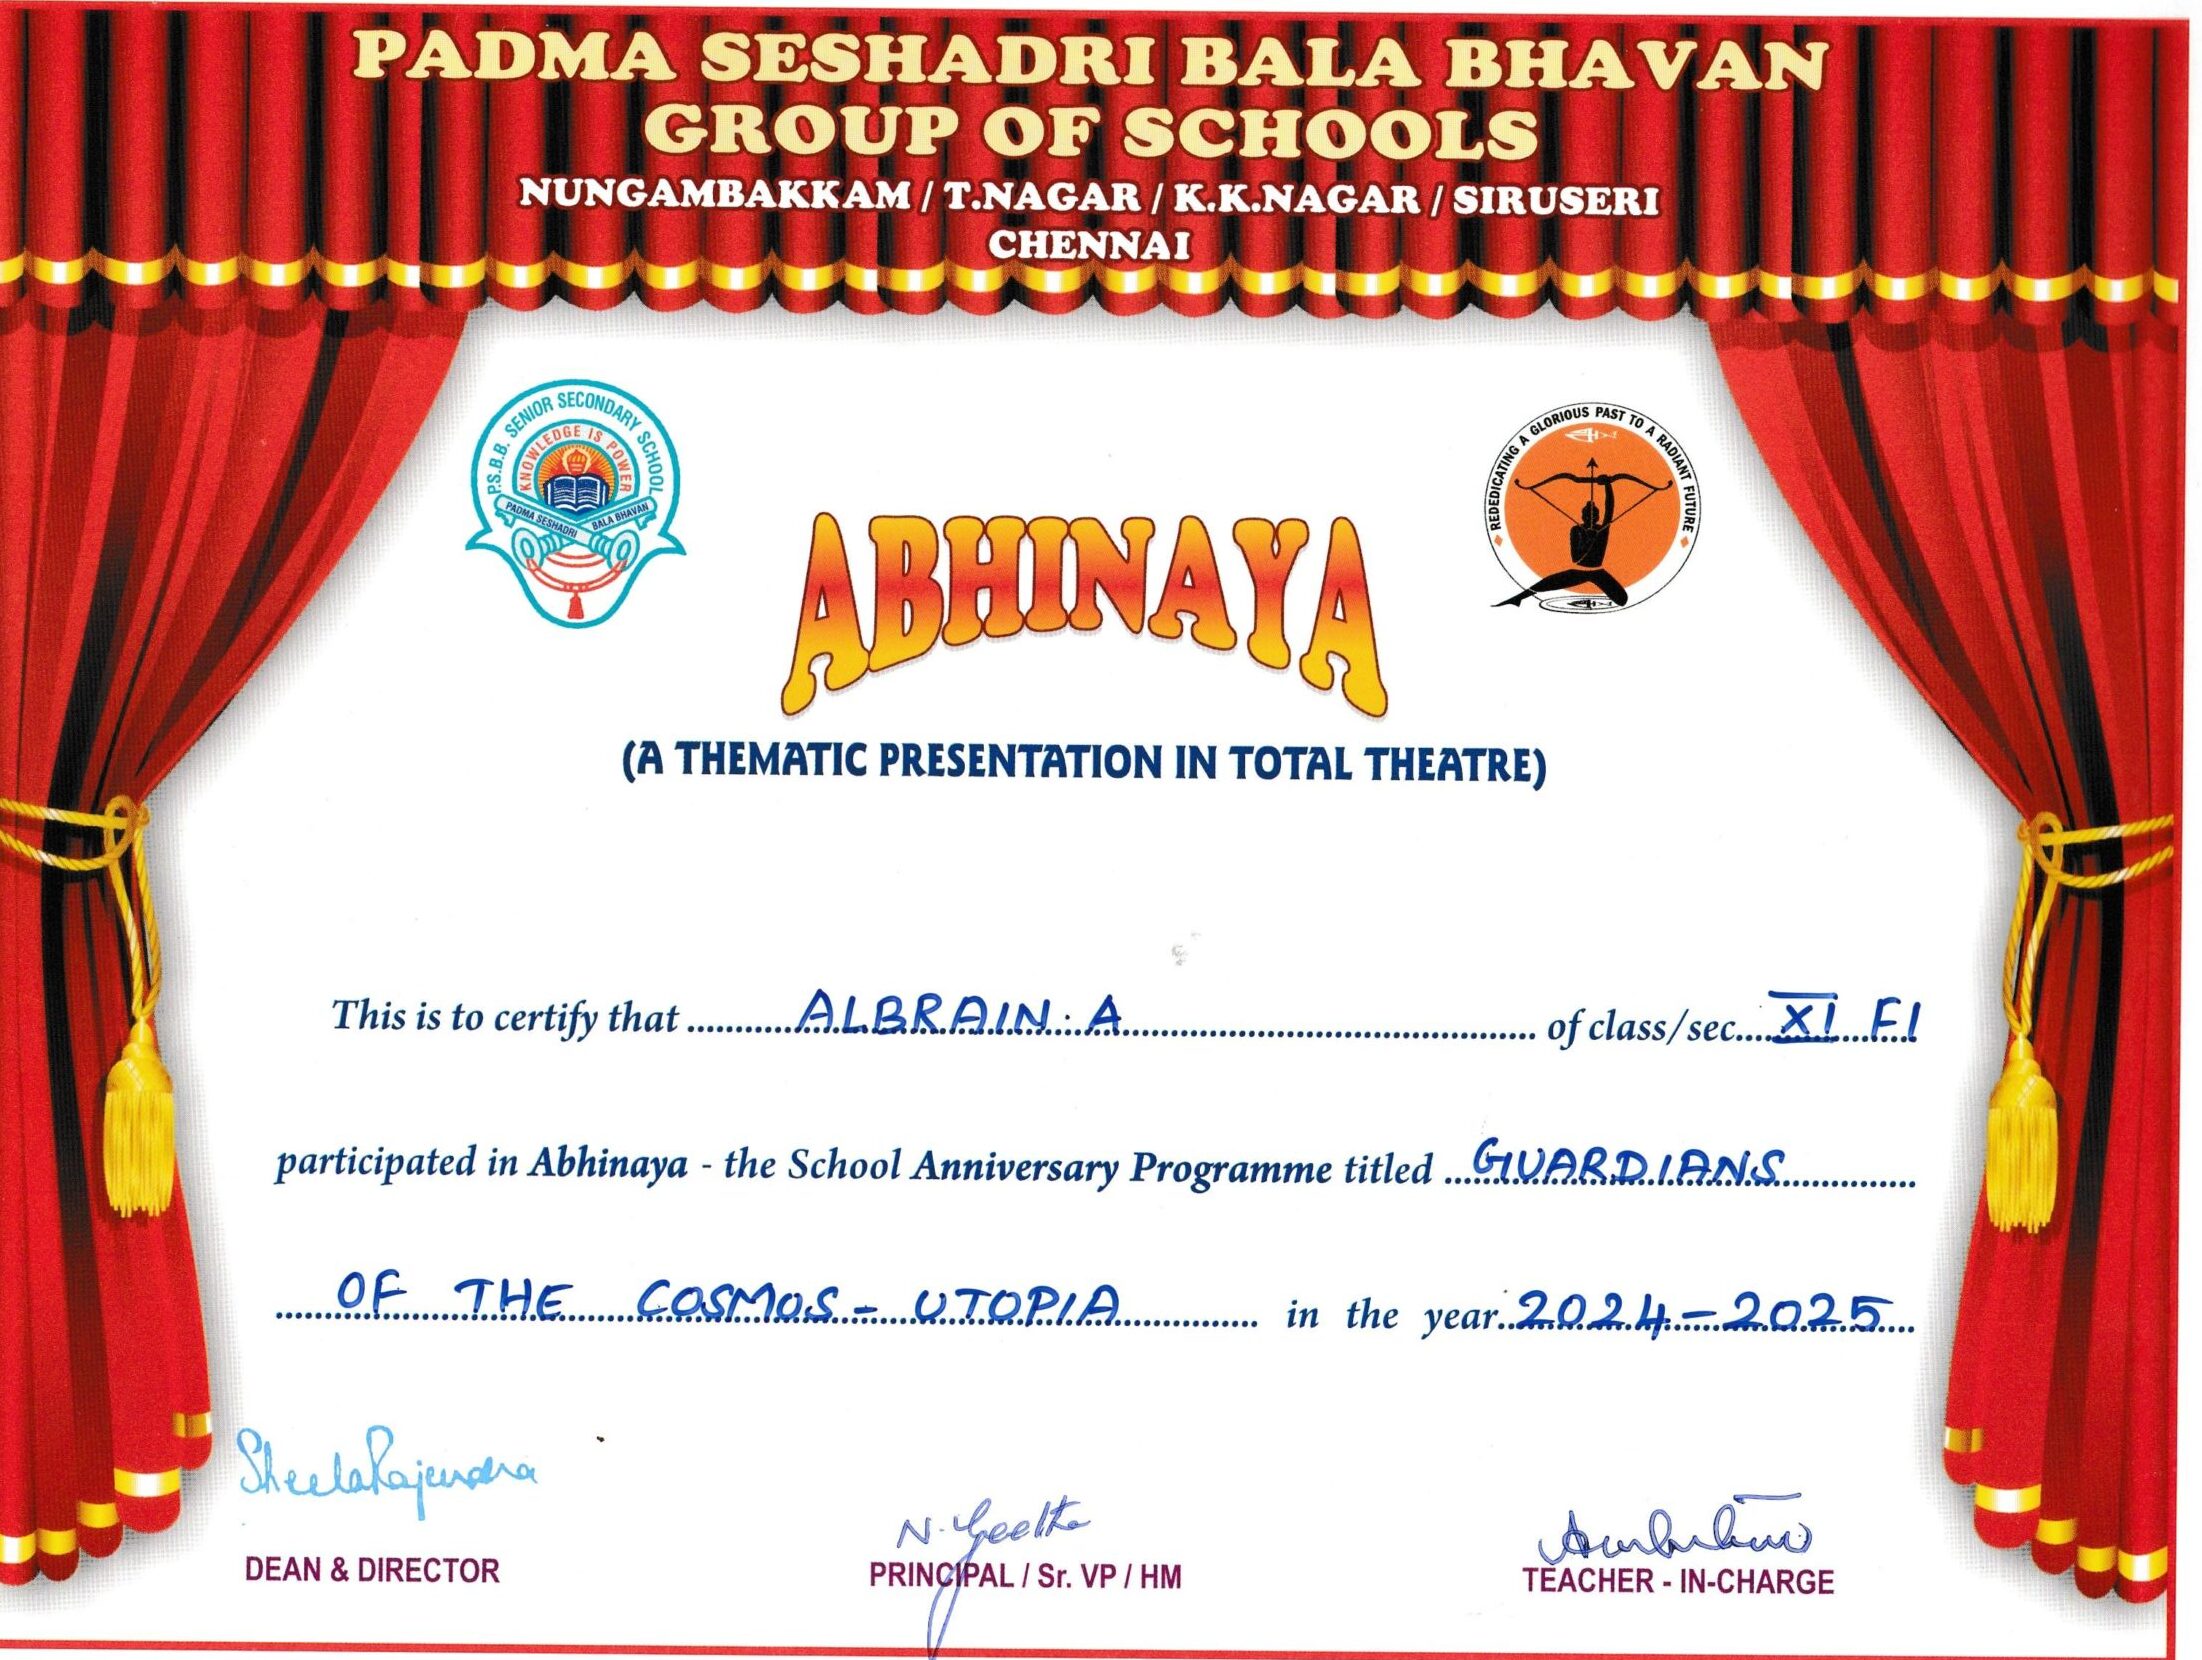 PADMA SESHADRI BALA BHAVAN
GROUP OF SCHOOLS
NUNGAMBAKKAM / T.NAGAR / K.K.NAGAR / SIRUSERI
CHENNAI
P.S.B.B. SENIOR SECONDARY SCHOOL
KNOWLEDGE IS POWER
PADMA SESHADRI BALA BHAVAN
REDEDICATING A GLORIOUS PAST TO A RADIANT FUTURE
ABHINAYA
(A THEMATIC PRESENTATION IN TOTAL THEATRE)
This is to certify that ALBRAIN. A of class/sec XI F1
participated in Abhinaya - the School Anniversary Programme titled GUARDIANS
OF THE COSMOS - UTOPIA in the year 2024-2025
Sheela Rajendra
N. Geetha
DEAN & DIRECTOR
PRINCIPAL / Sr. VP / HM
TEACHER - IN-CHARGE